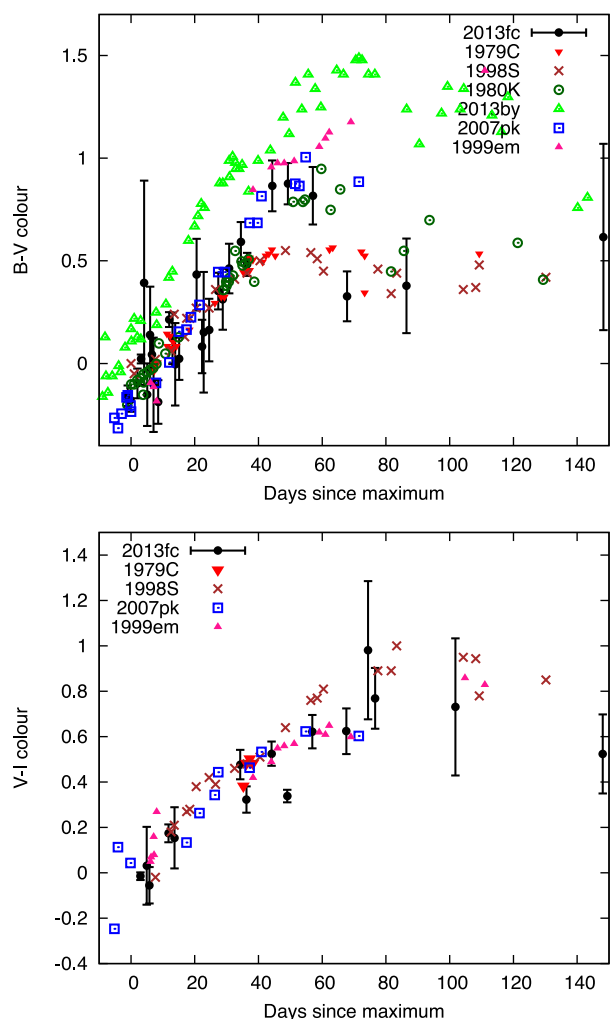 1.5
1
0.5
0
B-V colour
2013fc
1979C
1998S
1980K
2013by
2007pk
1999em
0 20 40 60 80 100 120 140
Days since maximum
1.4
1.2
1
0.8
0.6
0.4
0.2
0
-0.2
-0.4
V-I colour
2013fc
1979C
1998S
2007pk
1999em
0 20 40 60 80 100 120 140
Days since maximum